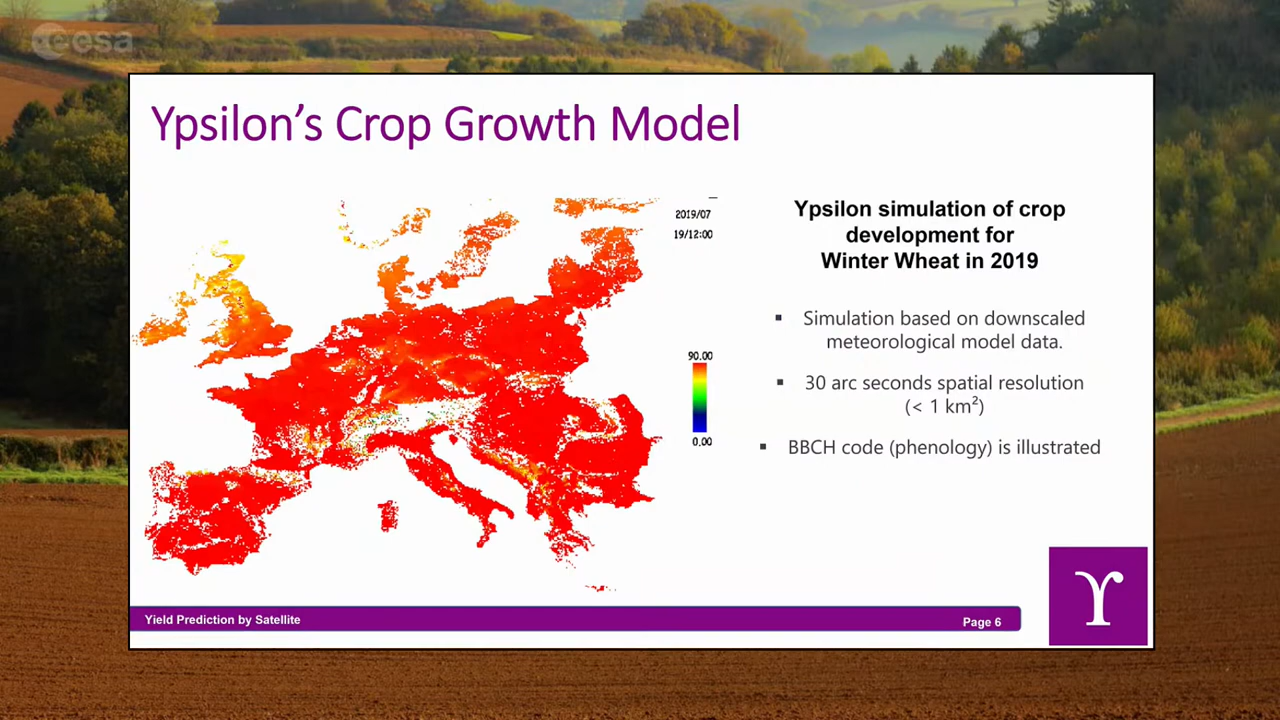 esa
Ypsilon’s Crop Growth Model
2019/07
19/12:00
90.00
0.00
Ypsilon simulation of crop
development for
Winter Wheat in 2019
▪ Simulation based on downscaled
meteorological model data.
▪ 30 arc seconds spatial resolution
(< 1 km²)
▪ BBCH code (phenology) is illustrated
Yield Prediction by Satellite
Page 6
ϒ